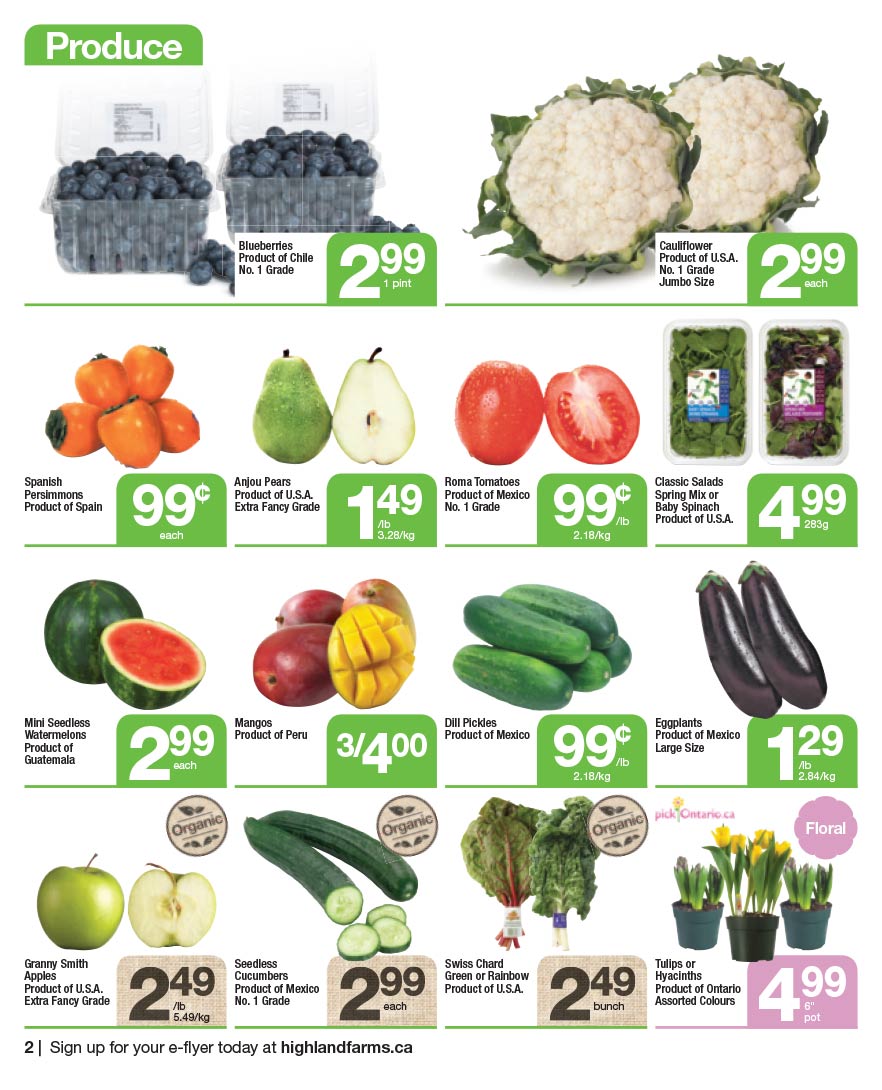 Produce
Blueberries
Product of Chile
No. 1 Grade
2.99
1 pint
Cauliflower
Product of U.S.A.
No. 1 Grade
Jumbo Size
2.99
each
Spanish
Persimmons
Product of Spain
99¢
each
Anjou Pears
Product of U.S.A.
Extra Fancy Grade
1.49
/lb
3.28/kg
Roma Tomatoes
Product of Mexico
No. 1 Grade
99¢
/lb
2.18/kg
Classic Salads
Spring Mix or
Baby Spinach
Product of U.S.A.
4.99
283g
Mini Seedless
Watermelons
Product of
Guatemala
2.99
each
Mangos
Product of Peru
3/4.00
Dill Pickles
Product of Mexico
99¢
/lb
2.18/kg
Eggplants
Product of Mexico
Large Size
1.29
/lb
2.84/kg
Organic
Granny Smith
Apples
Product of U.S.A.
Extra Fancy Grade
2.49
/lb
5.49/kg
Organic
Seedless
Cucumbers
Product of Mexico
No. 1 Grade
2.99
each
Organic
Swiss Chard
Green or Rainbow
Product of U.S.A.
2.49
bunch
pickOntario.ca
Floral
Tulips or
Hyacinths
Product of Ontario
Assorted Colours
4.99
6"
pot
2 | Sign up for your e-flyer today at highlandfarms.ca